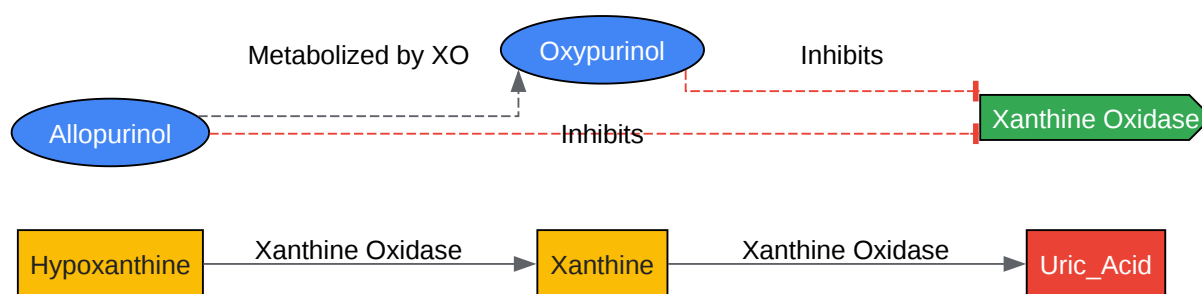 Metabolized by XO
Oxypurinol
Inhibits
Xanthine Oxidase
Allopurinol
Inhibits
Xanthine Oxidase
Xanthine Oxidase
Hypoxanthine
Xanthine
Uric_Acid